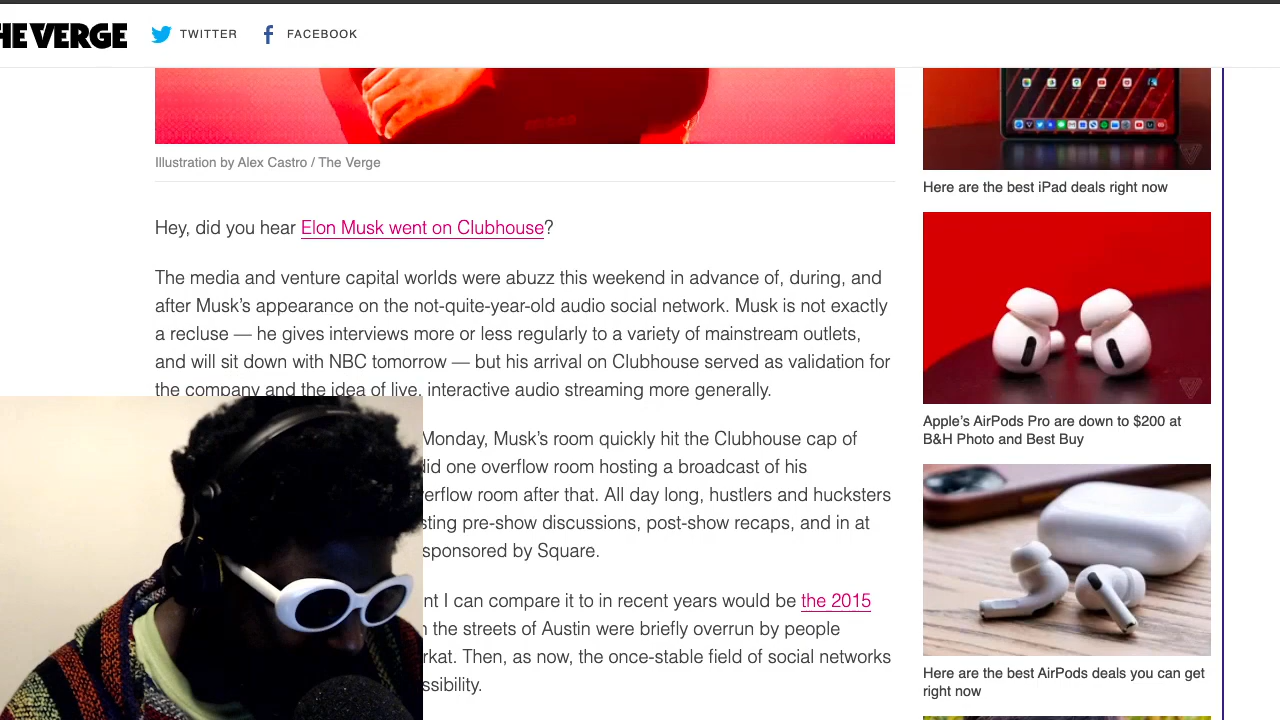 THE VERGE TWITTER FACEBOOK
Illustration by Alex Castro / The Verge
Hey, did you hear Elon Musk went on Clubhouse?
The media and venture capital worlds were abuzz this weekend in advance of, during, and
after Musk’s appearance on the not-quite-year-old audio social network. Musk is not exactly
a recluse — he gives interviews more or less regularly to a variety of mainstream outlets,
and will sit down with NBC tomorrow — but his arrival on Clubhouse served as validation for
the company and the idea of live, interactive audio streaming more generally.
Monday, Musk’s room quickly hit the Clubhouse cap of
did one overflow room hosting a broadcast of his
verflow room after that. All day long, hustlers and hucksters
sting pre-show discussions, post-show recaps, and in at
sponsored by Square.
nt I can compare it to in recent years would be the 2015
the streets of Austin were briefly overrun by people
rkat. Then, as now, the once-stable field of social networks
ssibility.
Here are the best iPad deals right now
Apple’s AirPods Pro are down to $200 at
B&H Photo and Best Buy
Here are the best AirPods deals you can get
right now